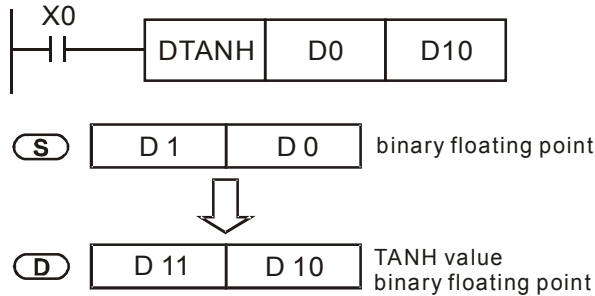 X0
DTANH D0 D10
S D 1 D 0 binary floating point
D D 11 D 10 TANH value
binary floating point